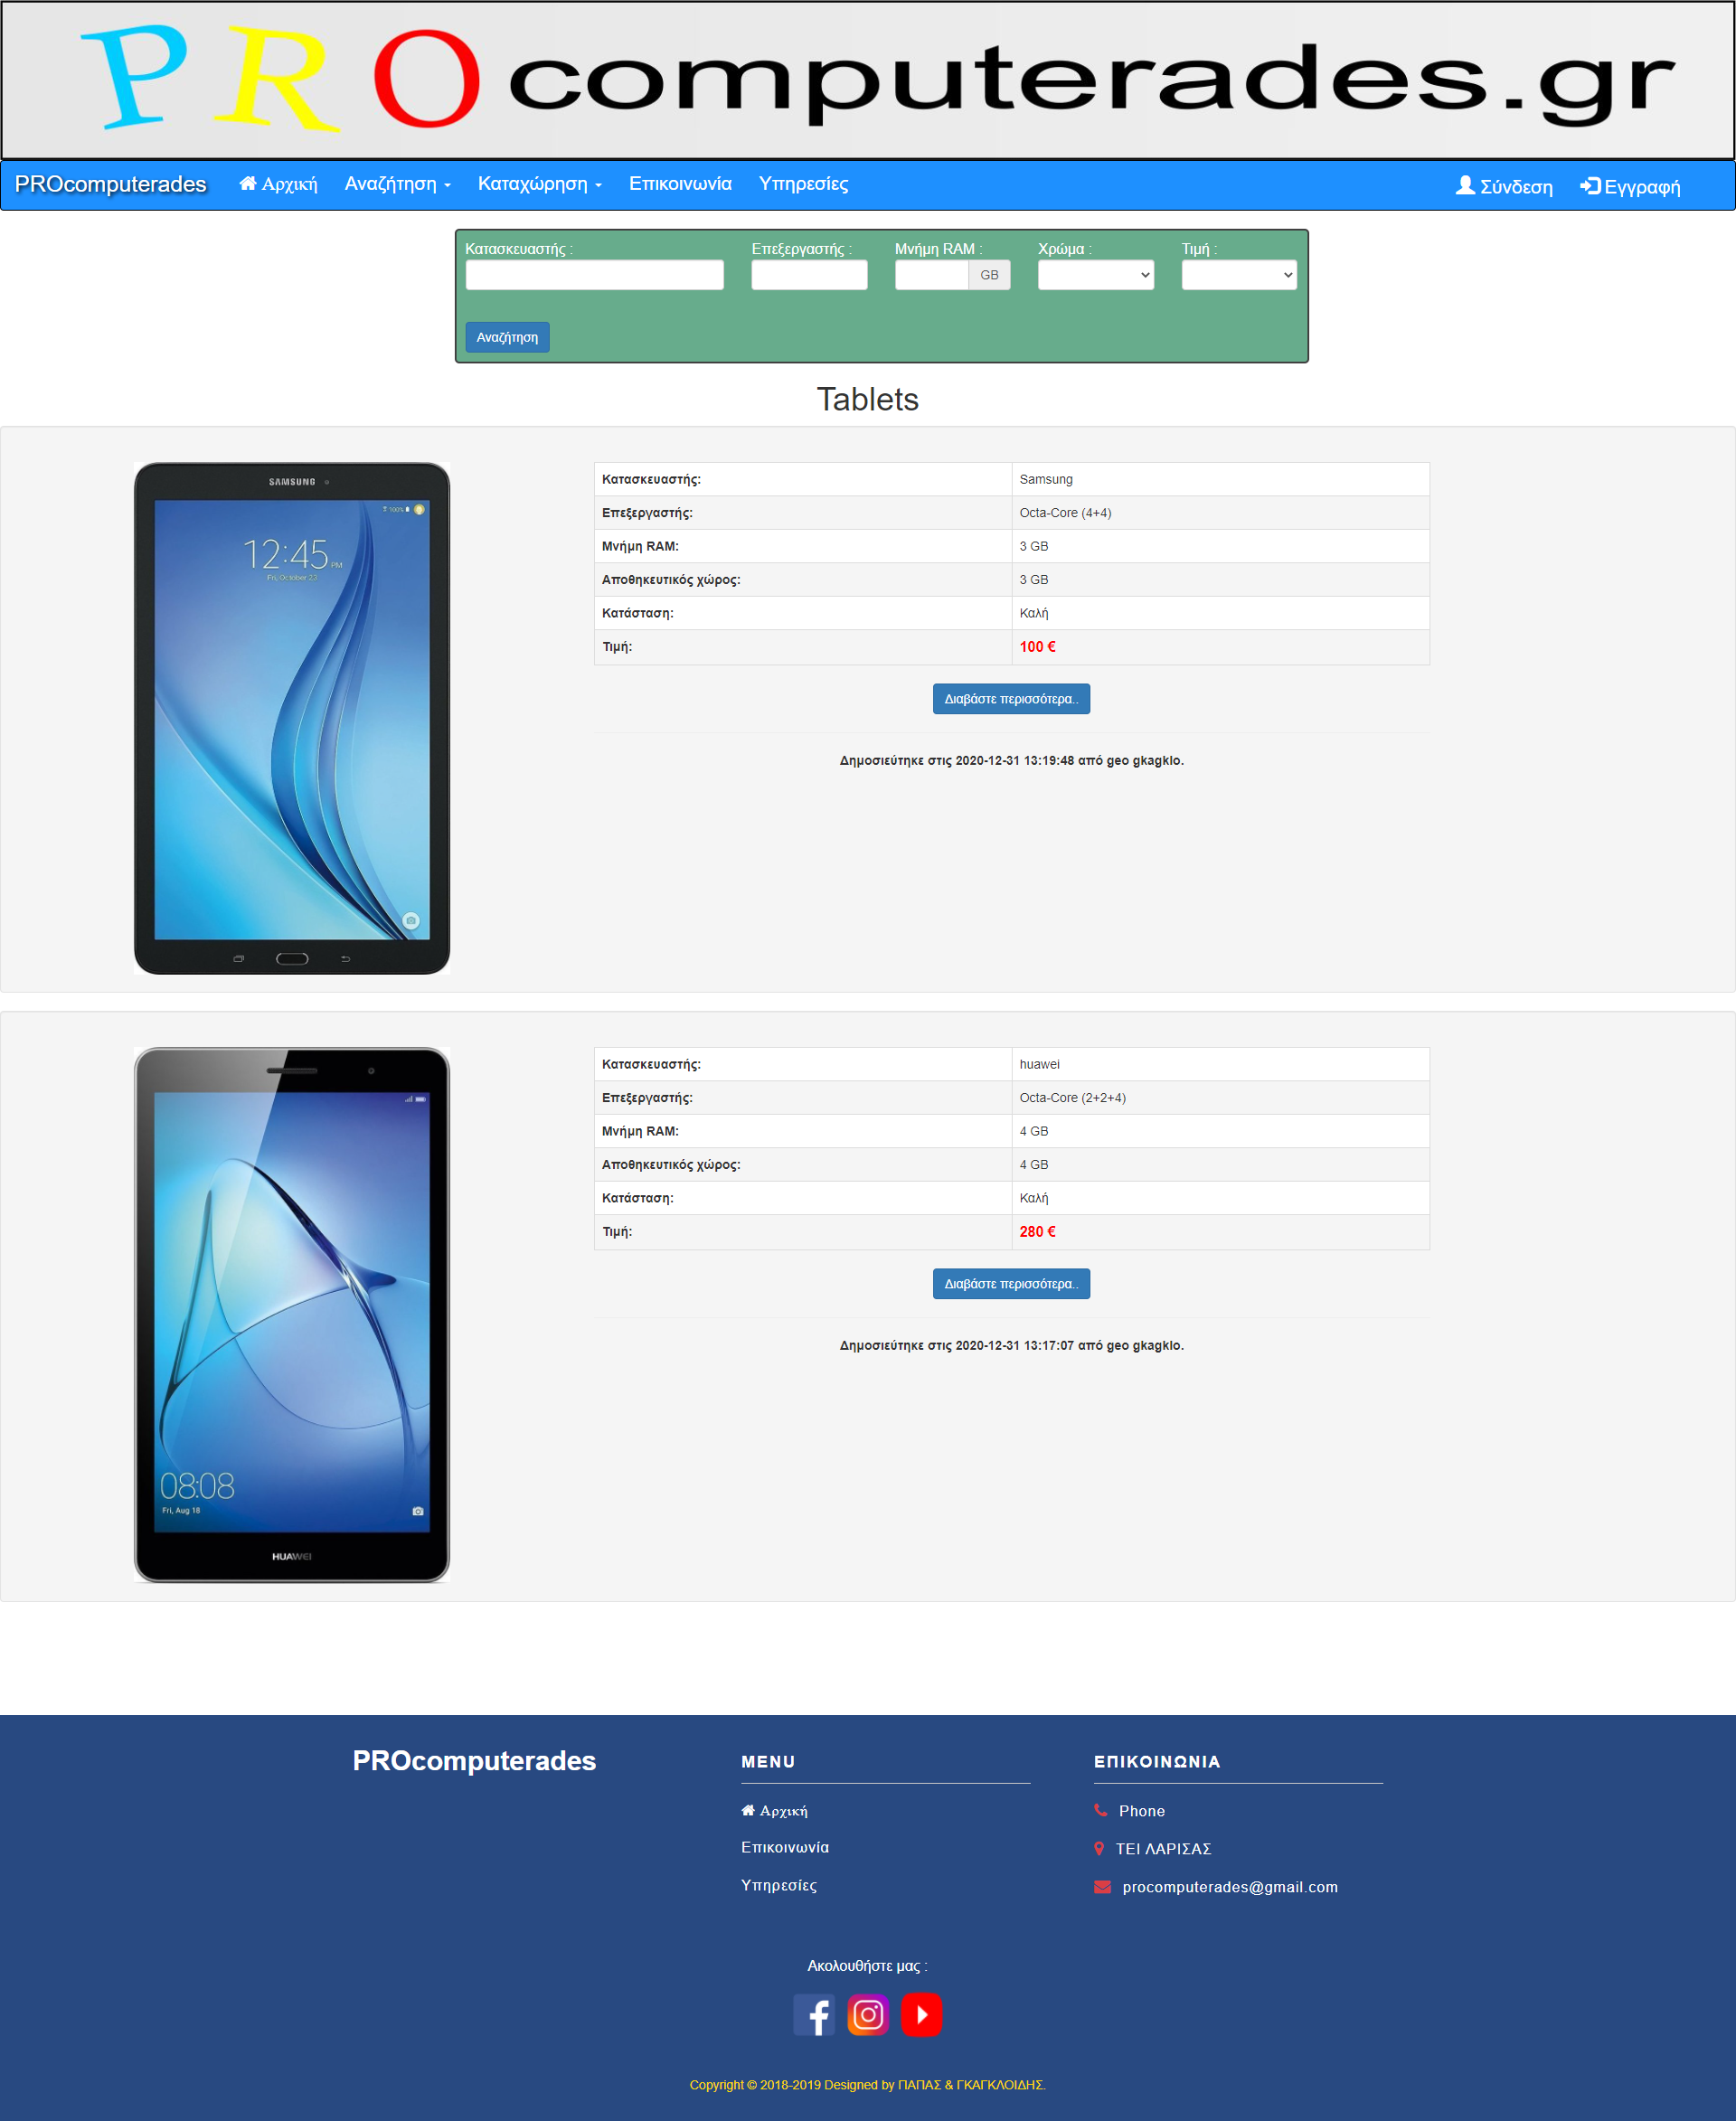 PRO computerades.gr
PROcomputerades Αρχική Αναζήτηση Καταχώρηση Επικοινωνία Υπηρεσίες Σύνδεση Εγγραφή
Κατασκευαστής : Επεξεργαστής : Μνήμη RAM : Χρώμα : Τιμή :
GB
Αναζήτηση
Tablets
SAMSUNG
100%
12:45 PM
Fri, October 23
Κατασκευαστής: Samsung
Επεξεργαστής: Octa-Core (4+4)
Μνήμη RAM: 3 GB
Αποθηκευτικός χώρος: 3 GB
Κατάσταση: Καλή
Τιμή: 100 €
Διαβάστε περισσότερα..
Δημοσιεύτηκε στις 2020-12-31 13:19:48 από geo gkagklo.
Κατασκευαστής: huawei
Επεξεργαστής: Octa-Core (2+2+4)
Μνήμη RAM: 4 GB
Αποθηκευτικός χώρος: 4 GB
Κατάσταση: Καλή
Τιμή: 280 €
Διαβάστε περισσότερα..
Δημοσιεύτηκε στις 2020-12-31 13:17:07 από geo gkagklo.
08:08
Fri, Aug 18
HUAWEI
PROcomputerades
MENU
Αρχική
Επικοινωνία
Υπηρεσίες
ΕΠΙΚΟΙΝΩΝΙΑ
Phone
ΤΕΙ ΛΑΡΙΣΑΣ
procomputerades@gmail.com
Ακολουθήστε μας :
Copyright © 2018-2019 Designed by ΠΑΠΑΣ & ΓΚΑΓΚΛΟΙΔΗΣ.